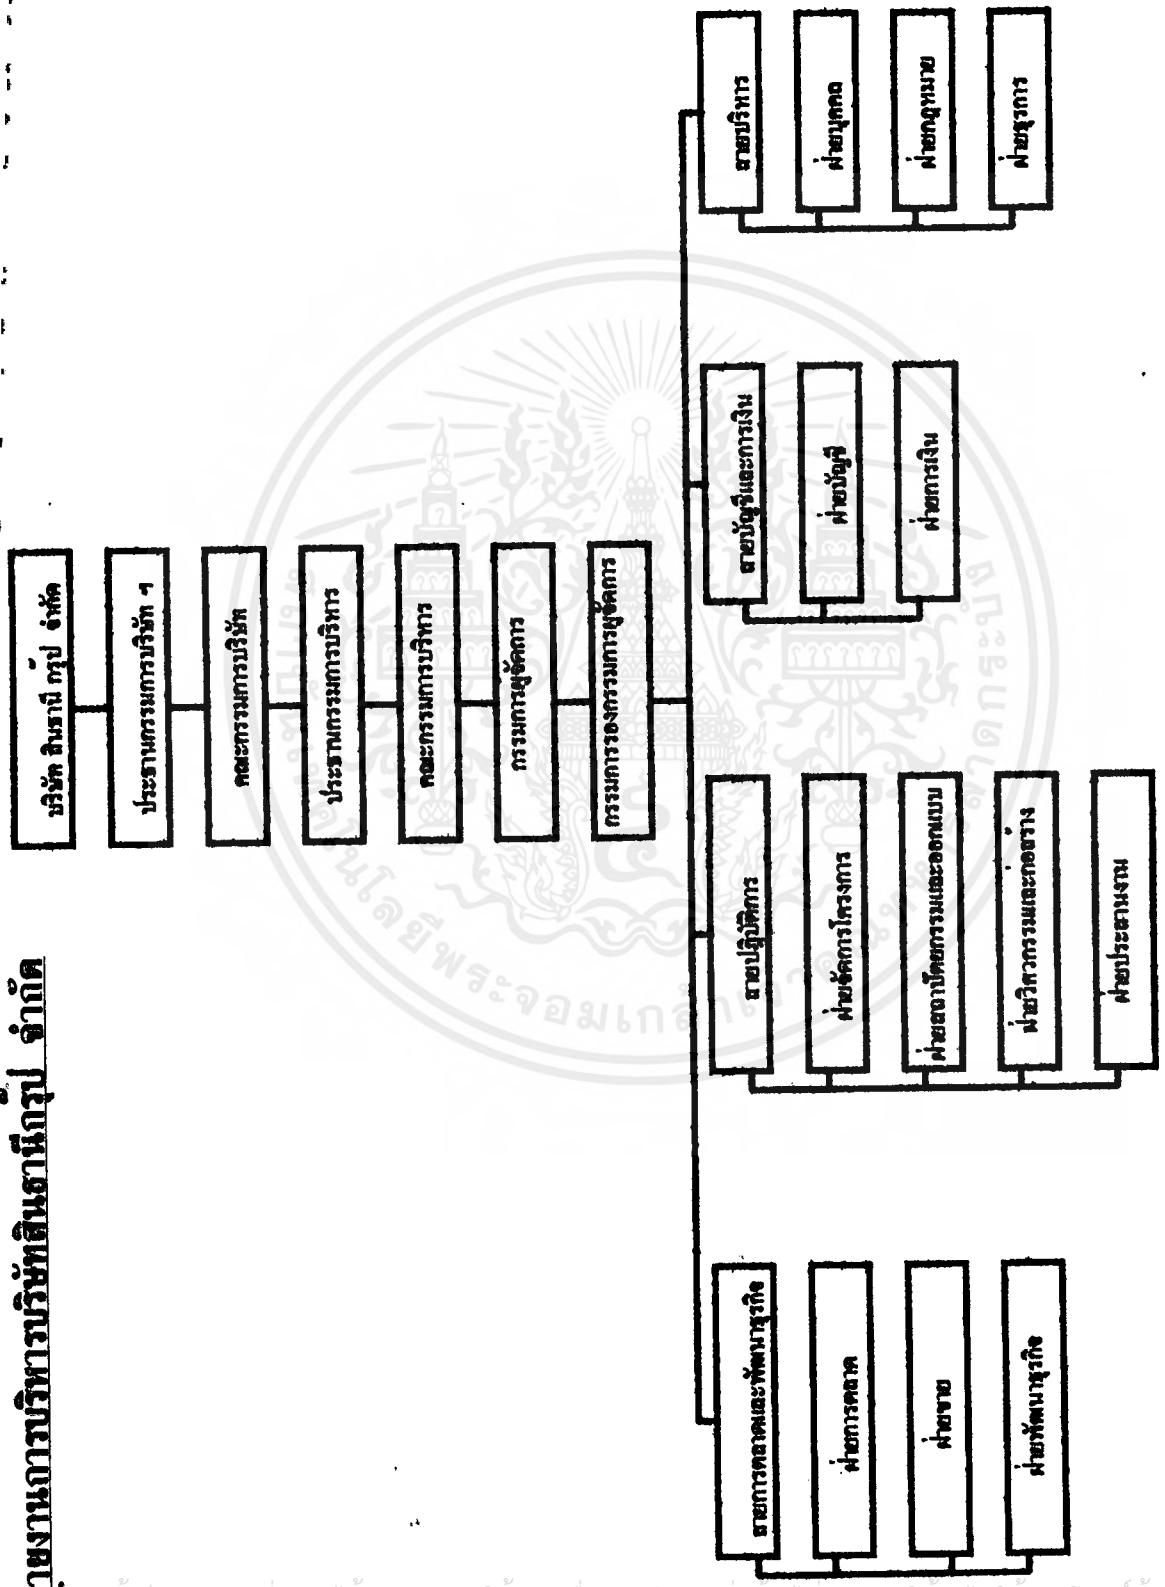 ายงานการบริหารบริษัทสินธานีกรุ๊ป จำกัด
บริษัท สินธานี กรุ๊ป จำกัด
ประธานกรรมการบริษัท ฯ
คณะกรรมการบริษัท
ประธานกรรมการบริหาร
คณะกรรมการบริหาร
กรรมการผู้จัดการ
กรรมการรองกรรมการผู้จัดการ
สายการตลาดและพัฒนาธุรกิจ
ฝ่ายการตลาด
ฝ่ายขาย
ฝ่ายพัฒนาธุรกิจ
สายปฏิบัติการ
ฝ่ายจัดการโครงการ
ฝ่ายสถาปัตยกรรมและออกแบบ
ฝ่ายวิศวกรรมและก่อสร้าง
ฝ่ายประสานงาน
สายบัญชีและการเงิน
ฝ่ายบัญชี
ฝ่ายการเงิน
สายบริหาร
ฝ่ายบุคคล
ฝ่ายกฎหมาย
ฝ่ายธุรการ